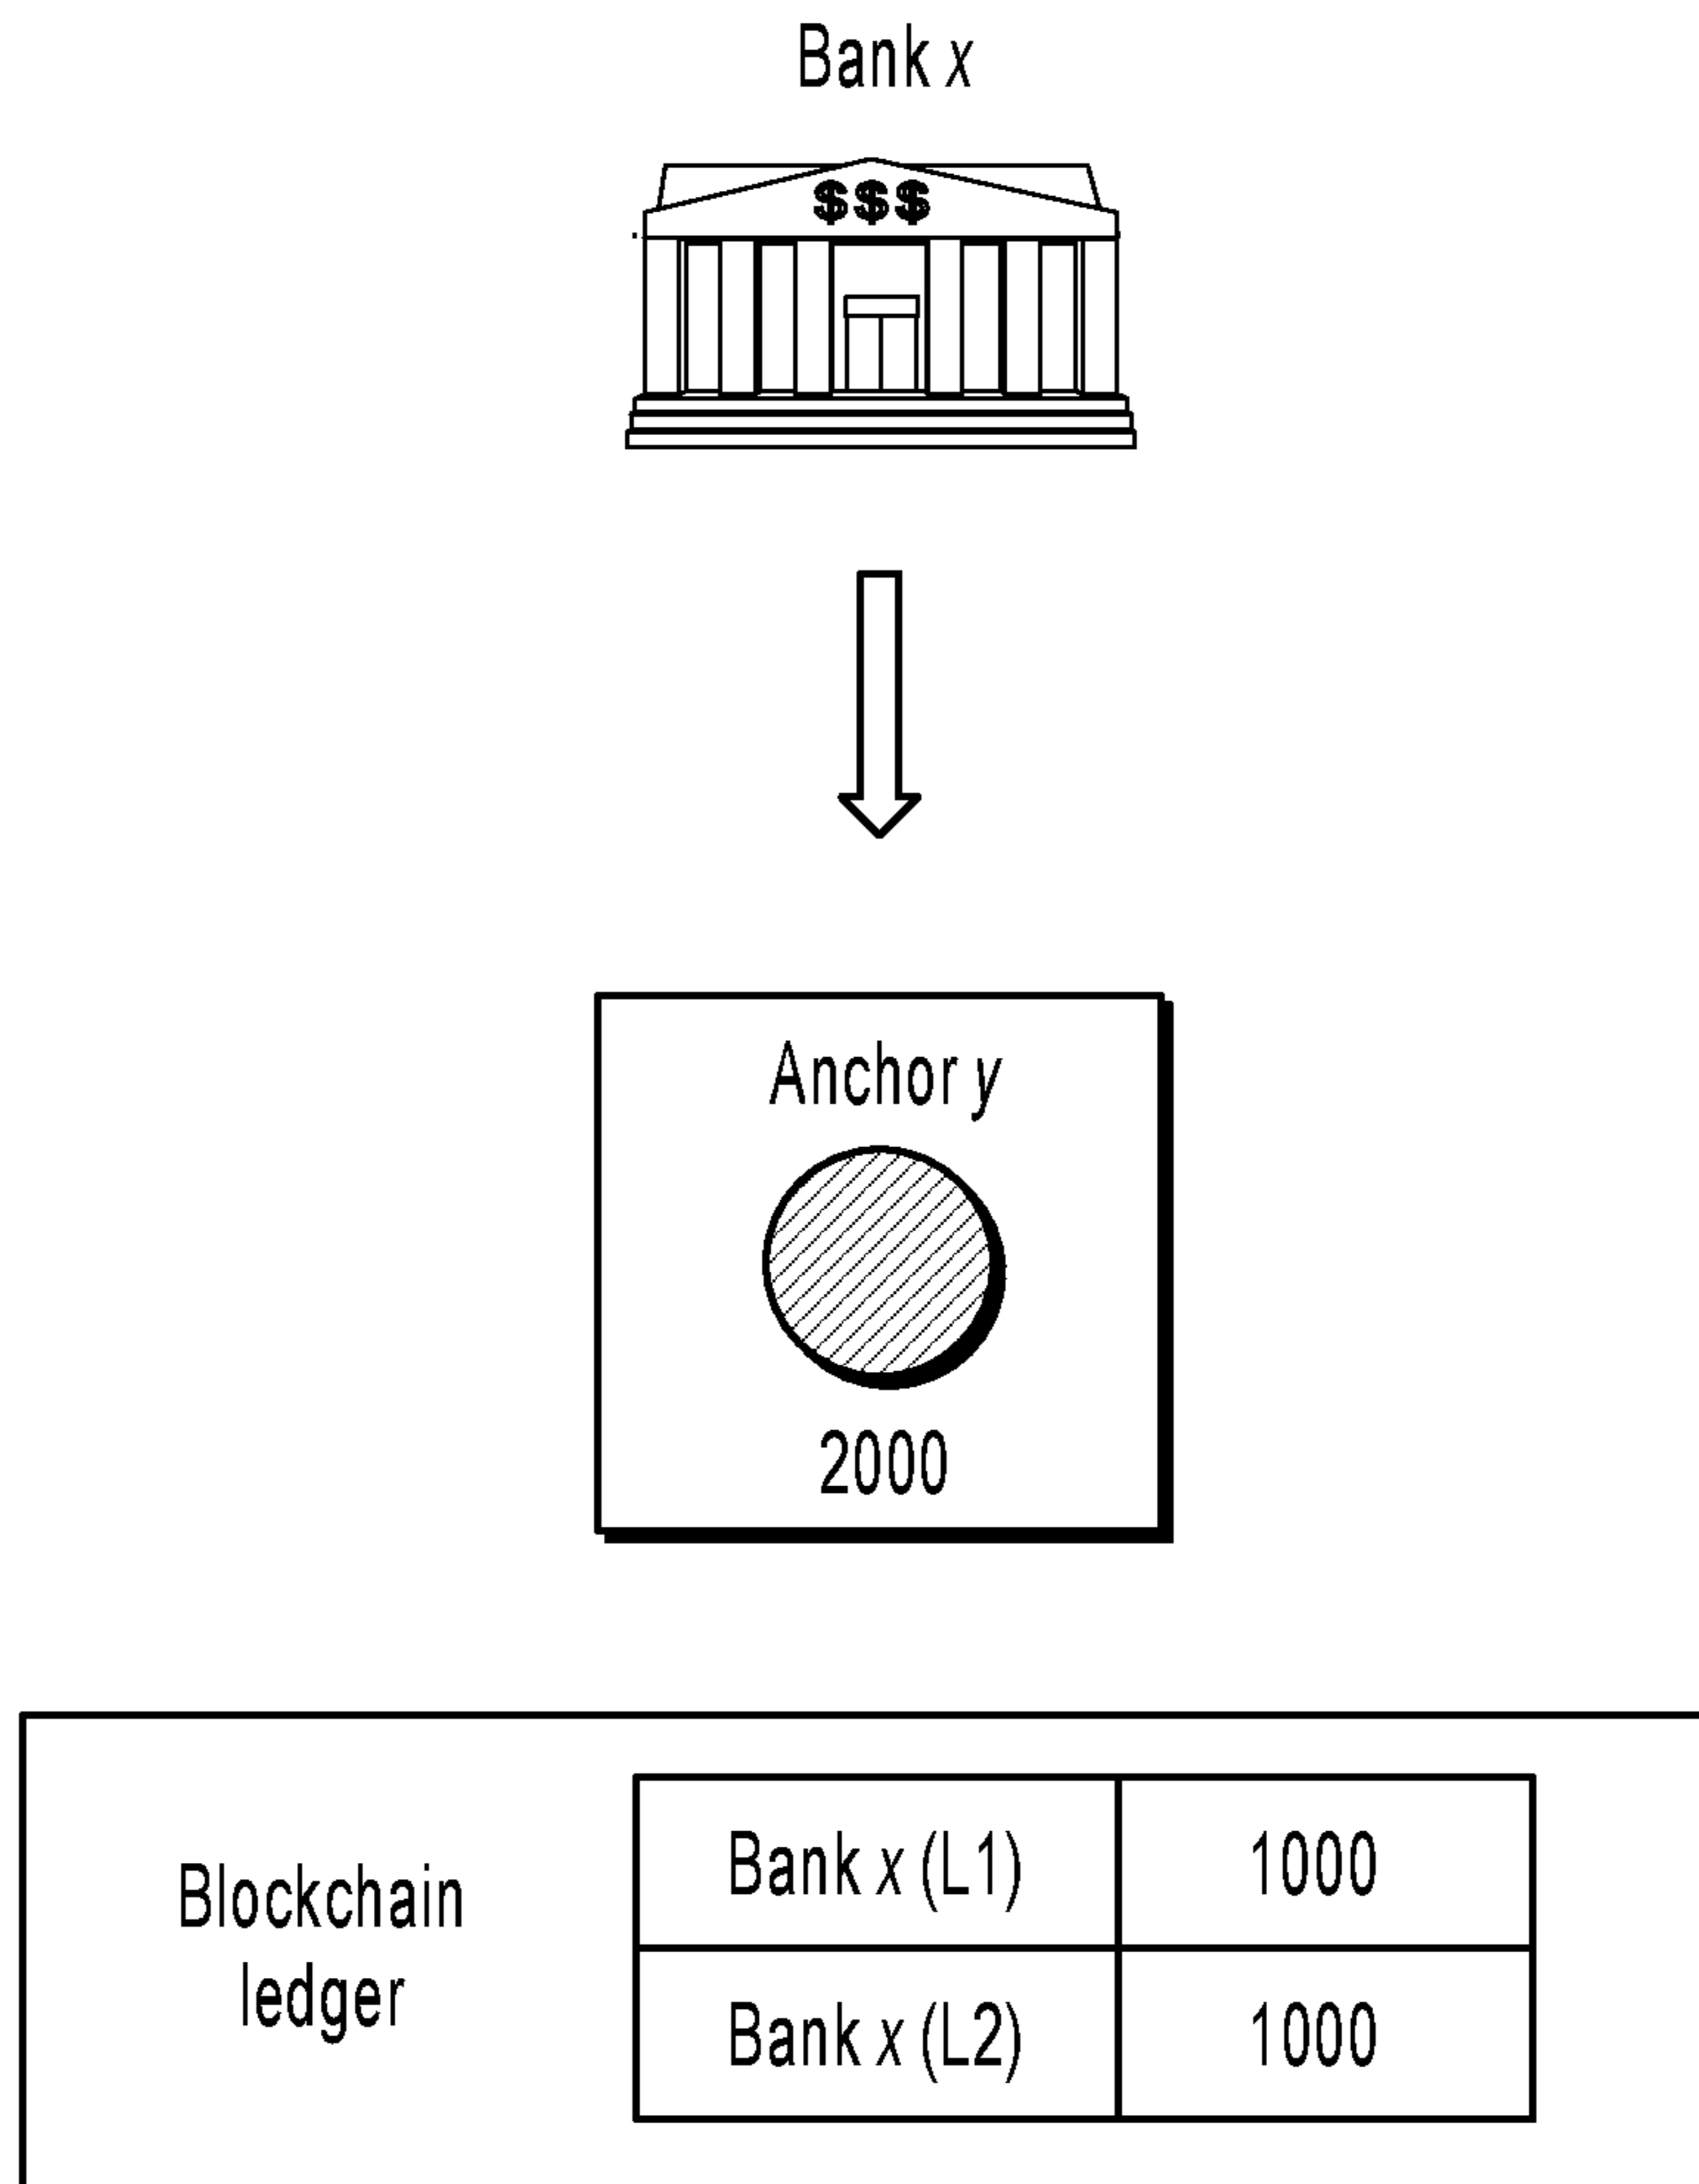 Bank x
$$$
Anchor y
2000
Blockchain
ledger
Bank x (L1) 1000
Bank x (L2) 1000